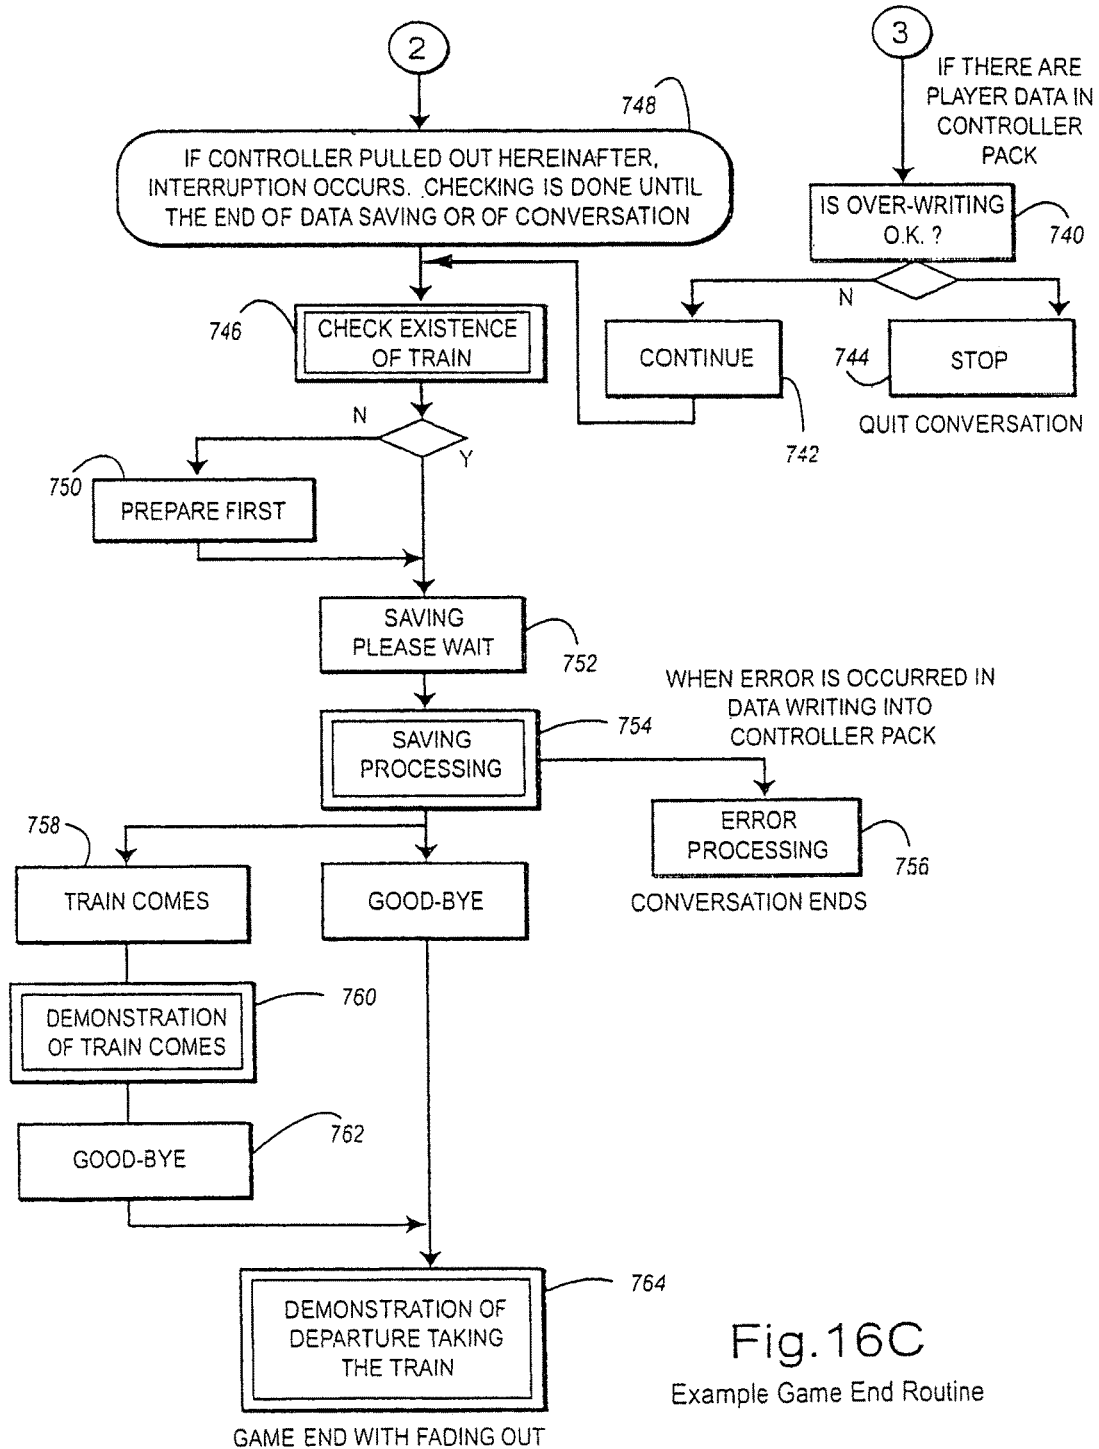 2
3
IF THERE ARE
PLAYER DATA IN
CONTROLLER
PACK
748
IF CONTROLLER PULLED OUT HEREINAFTER,
INTERRUPTION OCCURS. CHECKING IS DONE UNTIL
THE END OF DATA SAVING OR OF CONVERSATION
IS OVER-WRITING
O.K. ?
740
N
746
CHECK EXISTENCE
OF TRAIN
CONTINUE
742
744
STOP
QUIT CONVERSATION
N
Y
750
PREPARE FIRST
SAVING
PLEASE WAIT
752
WHEN ERROR IS OCCURRED IN
DATA WRITING INTO
CONTROLLER PACK
SAVING
PROCESSING
754
ERROR
PROCESSING
756
CONVERSATION ENDS
758
TRAIN COMES
GOOD-BYE
DEMONSTRATION
OF TRAIN COMES
760
GOOD-BYE
762
DEMONSTRATION OF
DEPARTURE TAKING
THE TRAIN
764
GAME END WITH FADING OUT
Fig.16C
Example Game End Routine